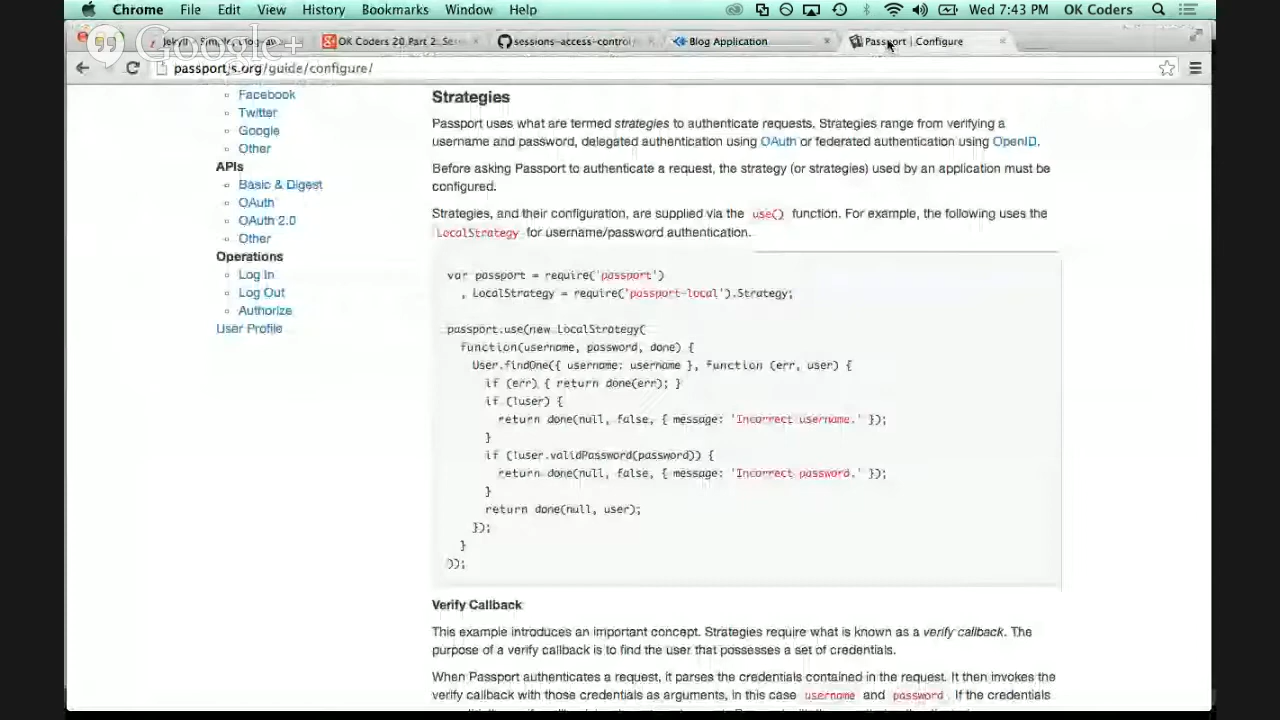 Chrome File Edit View History Bookmarks Window Help Wed 7:43 PM OK Coders
Google+
OK Coders 20 Part 2: Ser
sessions-access-control
Blog Application
Passport | Configure
passportjs.org/guide/configure/
Facebook
Twitter
Google
Other
APIs
Basic & Digest
OAuth
OAuth 2.0
Other
Operations
Log In
Log Out
Authorize
User Profile
Strategies
Passport uses what are termed strategies to authenticate requests. Strategies range from verifying a
username and password, delegated authentication using OAuth or federated authentication using OpenID.
Before asking Passport to authenticate a request, the strategy (or strategies) used by an application must be
configured.
Strategies, and their configuration, are supplied via the use() function. For example, the following uses the
LocalStrategy for username/password authentication.
var passport = require('passport')
, LocalStrategy = require('passport-local').Strategy;
passport.use(new LocalStrategy(
function(username, password, done) {
User.findOne({ username: username }, function (err, user) {
if (err) { return done(err); }
if (!user) {
return done(null, false, { message: 'Incorrect username.' });
}
if (!user.validPassword(password)) {
return done(null, false, { message: 'Incorrect password.' });
}
return done(null, user);
});
}
));
Verify Callback
This example introduces an important concept. Strategies require what is known as a verify callback. The
purpose of a verify callback is to find the user that possesses a set of credentials.
When Passport authenticates a request, it parses the credentials contained in the request. It then invokes the
verify callback with those credentials as arguments, in this case username and password. If the credentials